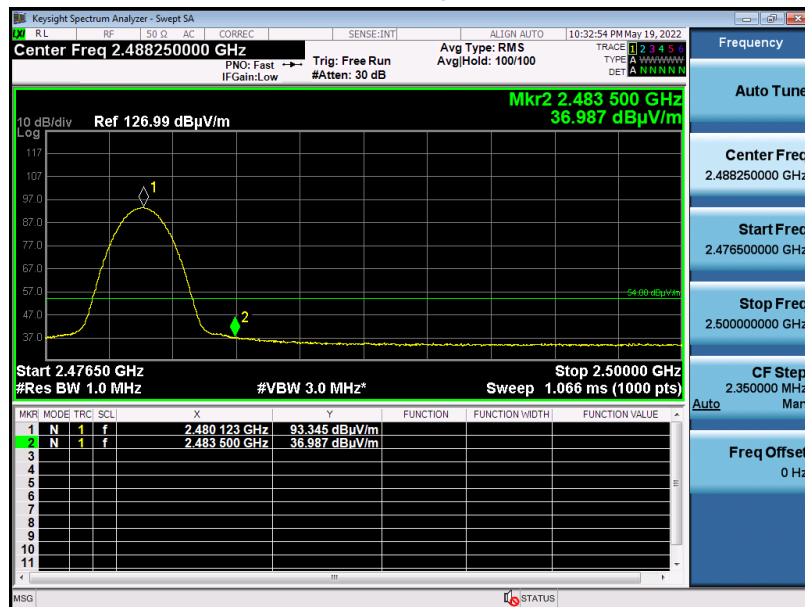 Keysight Spectrum Analyzer - Swept SA
LXI RL RF 50 Ω AC CORREC SENSE:INT ALIGN AUTO 10:32:54 PM May 19, 2022
Center Freq 2.488250000 GHz
PNO: Fast
IFGain:Low
Trig: Free Run
#Atten: 30 dB
Avg Type: RMS
Avg|Hold: 100/100
TRACE 1 2 3 4 5 6
TYPE A WWWWW
DET A N N N N N
Mkr2 2.483 500 GHz
36.987 dBµV/m
10 dB/div Ref 126.99 dBµV/m
Log
117
107
97.0
87.0
77.0
67.0
57.0
47.0
37.0
1
2
54.00 dBµV/m
Start 2.47650 GHz Stop 2.50000 GHz
#Res BW 1.0 MHz #VBW 3.0 MHz* Sweep 1.066 ms (1000 pts)
MKR MODE TRC SCL X Y FUNCTION FUNCTION WIDTH FUNCTION VALUE
1 N 1 f 2.480 123 GHz 93.345 dBµV/m
2 N 1 f 2.483 500 GHz 36.987 dBµV/m
3
4
5
6
7
8
9
10
11
MSG STATUS
Frequency
Auto Tune
Center Freq
2.488250000 GHz
Start Freq
2.476500000 GHz
Stop Freq
2.500000000 GHz
CF Step
2.350000 MHz
Auto Man
Freq Offset
0 Hz